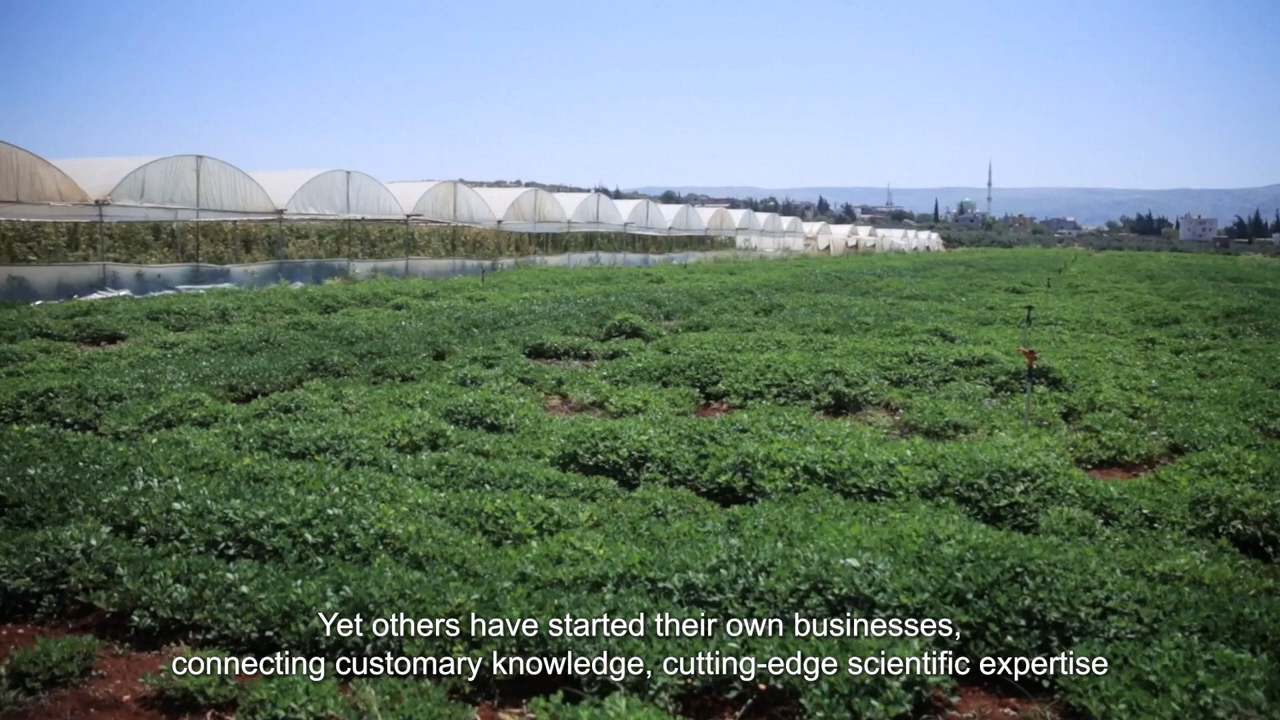 Yet others have started their own businesses,
connecting customary knowledge, cutting-edge scientific expertise